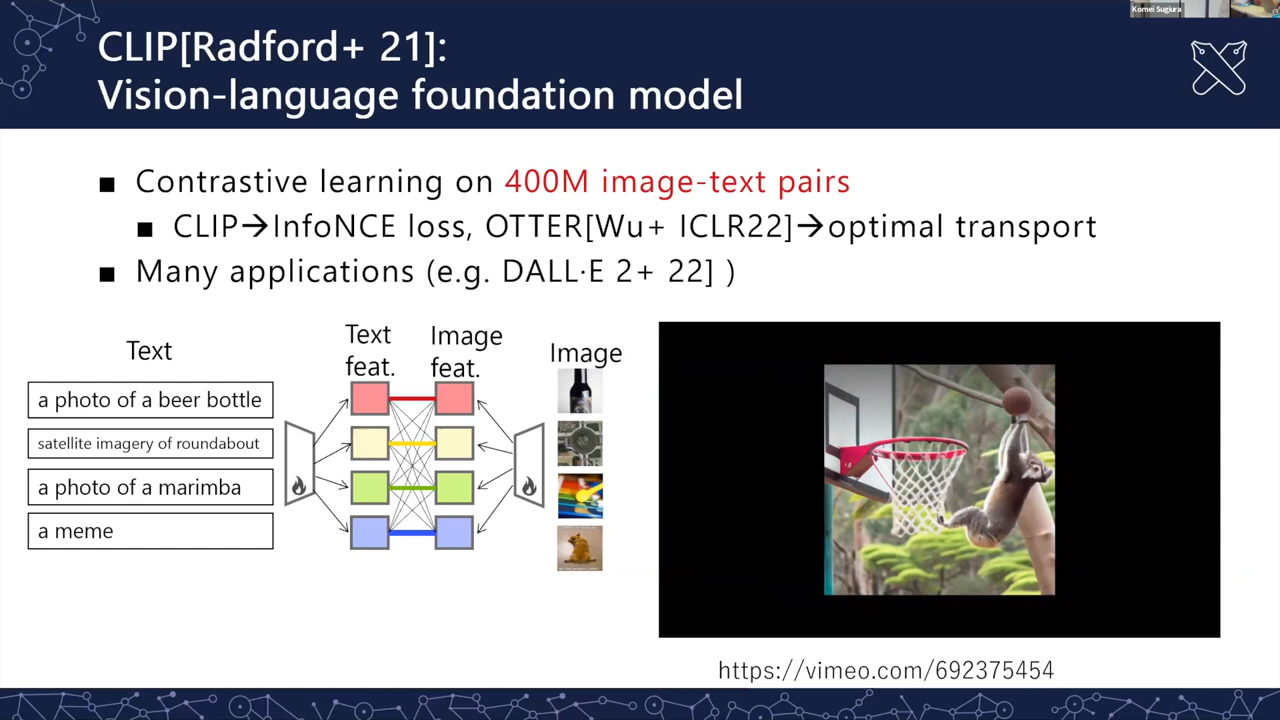 Komei Sugiura
CLIP[Radford+ 21]:
Vision-language foundation model
■ Contrastive learning on 400M image-text pairs
■ CLIP→InfoNCE loss, OTTER[Wu+ ICLR22]→optimal transport
■ Many applications (e.g. DALL·E 2+ 22] )
Text
Text
feat.
Image
feat.
Image
a photo of a beer bottle
satellite imagery of roundabout
a photo of a marimba
a meme
https://vimeo.com/692375454